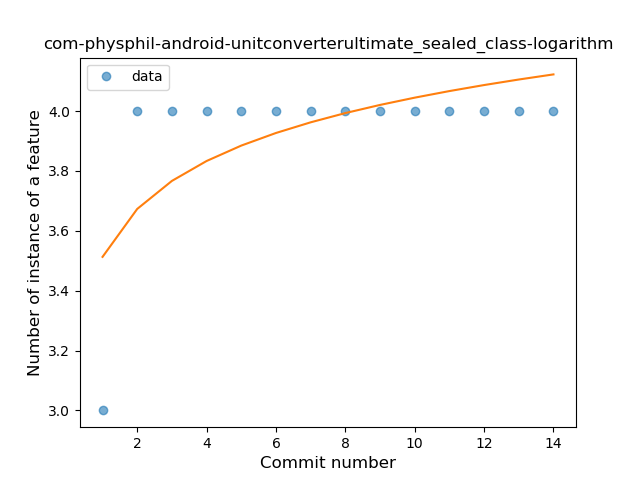 com-physphil-android-unitconverterultimate_sealed_class-logarithm
data
Number of instance of a feature
4.0
3.8
3.6
3.4
3.2
3.0
2 4 6 8 10 12 14
Commit number